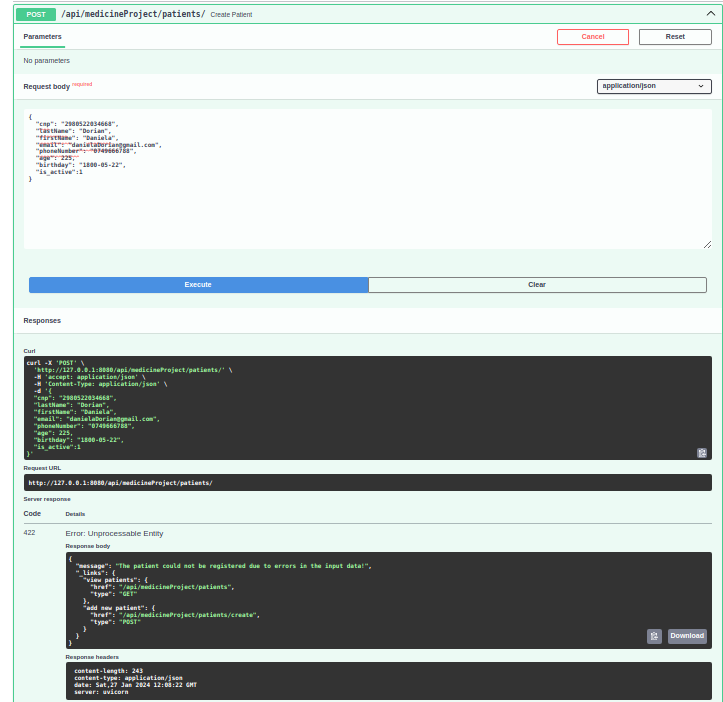 POST /api/medicineProject/patients/ Create Patient
Parameters
Cancel
Reset
No parameters
Request body required
application/json
{
"cnp": "2980522034668",
"lastName": "Dorian",
"firstName": "Daniela",
"email": "danielaDorian@gmail.com",
"phoneNumber": "0749666788",
"age": 225,
"birthday": "1800-05-22",
"is_active":1
}
Execute
Clear
Responses
Curl
curl -X 'POST' \
'http://127.0.0.1:8080/api/medicineProject/patients/' \
-H 'accept: application/json' \
-H 'Content-Type: application/json' \
-d '{
"cnp": "2980522034668",
"lastName": "Dorian",
"firstName": "Daniela",
"email": "danielaDorian@gmail.com",
"phoneNumber": "0749666788",
"age": 225,
"birthday": "1800-05-22",
"is_active":1
}'
Request URL
http://127.0.0.1:8080/api/medicineProject/patients/
Server response
Code Details
422 Error: Unprocessable Entity
Response body
{
"message": "The patient could not be registered due to errors in the input data!",
"_links": {
"view patients": {
"href": "/api/medicineProject/patients",
"type": "GET"
},
"add new patient": {
"href": "/api/medicineProject/patients/create",
"type": "POST"
}
}
}
Download
Response headers
content-length: 243
content-type: application/json
date: Sat,27 Jan 2024 12:08:22 GMT
server: uvicorn